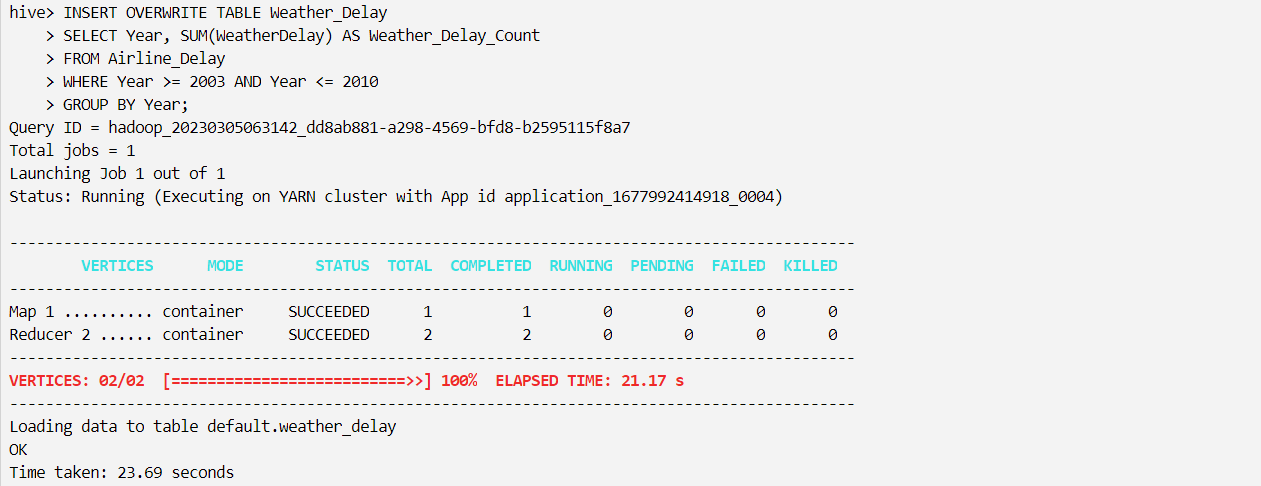 hive> INSERT OVERWRITE TABLE Weather_Delay
    > SELECT Year, SUM(WeatherDelay) AS Weather_Delay_Count
    > FROM Airline_Delay
    > WHERE Year >= 2003 AND Year <= 2010
    > GROUP BY Year;
Query ID = hadoop_20230305063142_dd8ab881-a298-4569-bfd8-b2595115f8a7
Total jobs = 1
Launching Job 1 out of 1
Status: Running (Executing on YARN cluster with App id application_1677992414918_0004)
----------------------------------------------------------------------------------------------
        VERTICES      MODE        STATUS  TOTAL  COMPLETED  RUNNING  PENDING  FAILED  KILLED
----------------------------------------------------------------------------------------------
Map 1 .......... container     SUCCEEDED      1          1        0        0       0       0
Reducer 2 ...... container     SUCCEEDED      2          2        0        0       0       0
----------------------------------------------------------------------------------------------
VERTICES: 02/02  [==========================>>] 100%  ELAPSED TIME: 21.17 s
----------------------------------------------------------------------------------------------
Loading data to table default.weather_delay
OK
Time taken: 23.69 seconds